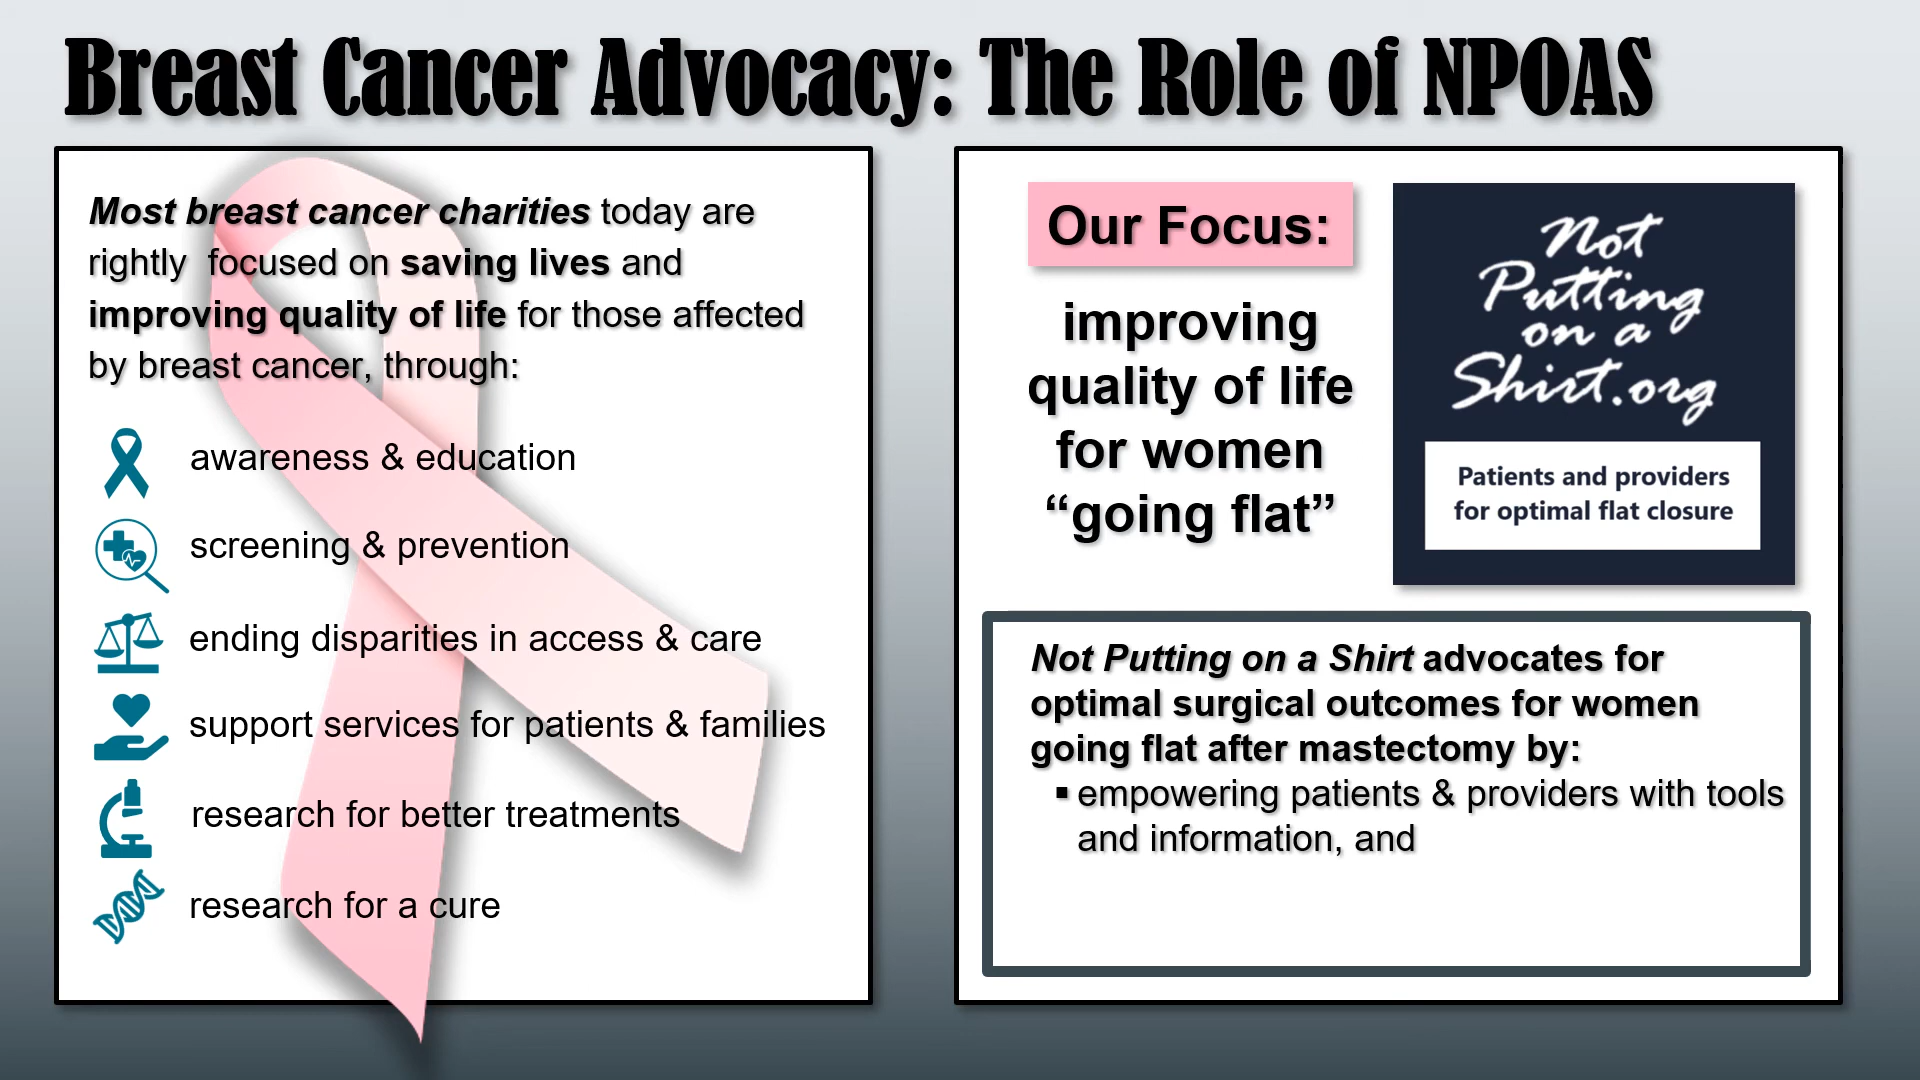 Breast Cancer Advocacy: The Role of NPOAS
Most breast cancer charities today are
rightly focused on saving lives and
improving quality of life for those affected
by breast cancer, through:
awareness & education
screening & prevention
ending disparities in access & care
support services for patients & families
research for better treatments
research for a cure
Our Focus:
improving
quality of life
for women
“going flat”
Not
Putting
on a
Shirt.org
Patients and providers
for optimal flat closure
Not Putting on a Shirt advocates for
optimal surgical outcomes for women
going flat after mastectomy by:
▪ empowering patients & providers with tools
and information, and